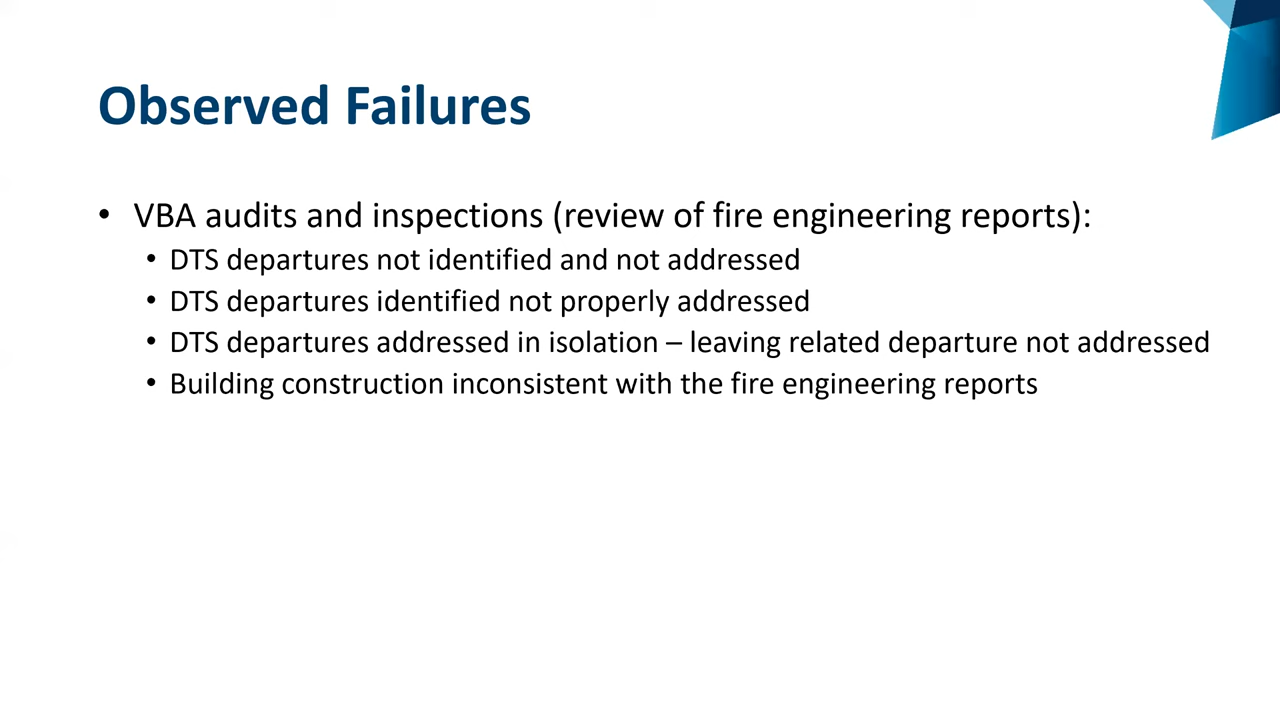 Observed Failures
• VBA audits and inspections (review of fire engineering reports):
• DTS departures not identified and not addressed
• DTS departures identified not properly addressed
• DTS departures addressed in isolation – leaving related departure not addressed
• Building construction inconsistent with the fire engineering reports